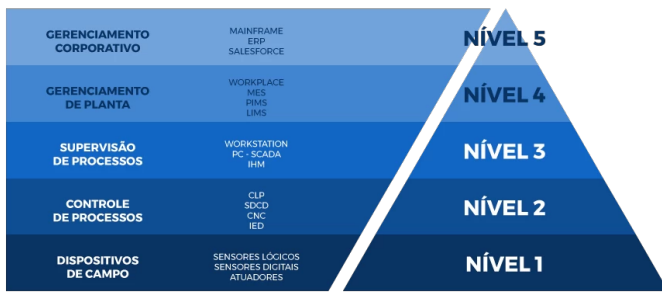 GERENCIAMENTO
CORPORATIVO
MAINFRAME
ERP
SALESFORCE
NÍVEL 5
GERENCIAMENTO
DE PLANTA
WORKPLACE
MES
PIMS
LIMS
NÍVEL 4
SUPERVISÃO
DE PROCESSOS
WORKSTATION
PC - SCADA
IHM
NÍVEL 3
CONTROLE
DE PROCESSOS
CLP
SDCD
CNC
IED
NÍVEL 2
DISPOSITIVOS
DE CAMPO
SENSORES LÓGICOS
SENSORES DIGITAIS
ATUADORES
NÍVEL 1